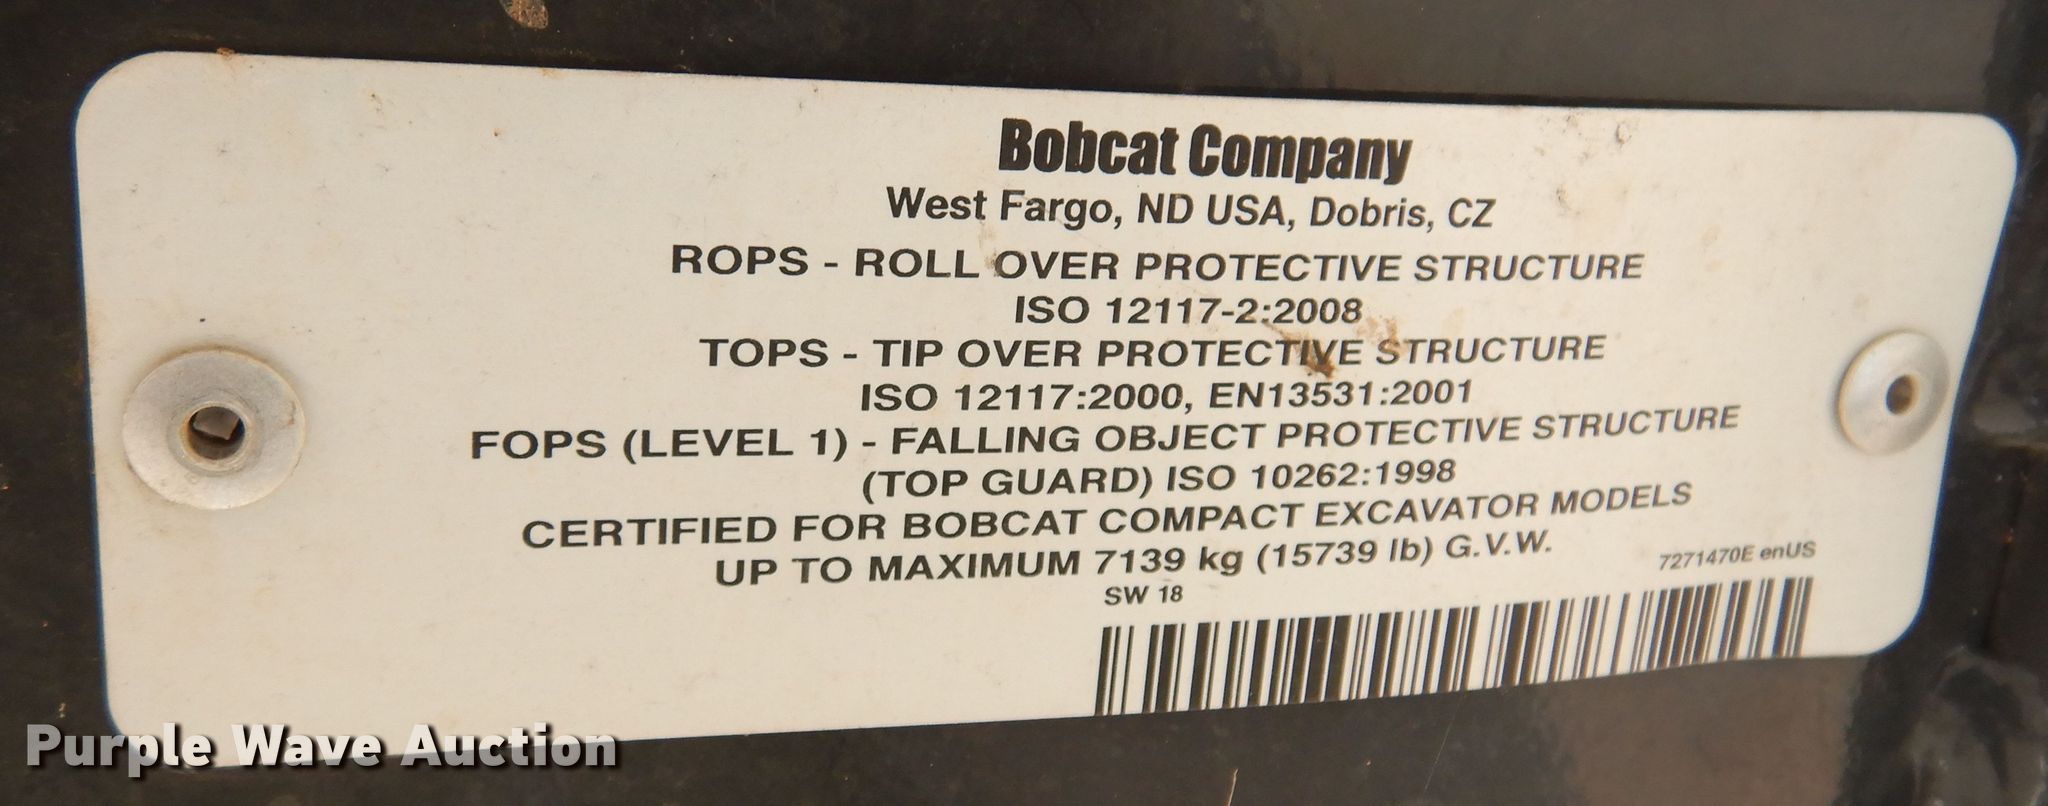 Bobcat Company
West Fargo, ND USA, Dobris, CZ
ROPS - ROLL OVER PROTECTIVE STRUCTURE
ISO 12117-2:2008
TOPS - TIP OVER PROTECTIVE STRUCTURE
ISO 12117:2000, EN13531:2001
FOPS (LEVEL 1) - FALLING OBJECT PROTECTIVE STRUCTURE
(TOP GUARD) ISO 10262:1998
CERTIFIED FOR BOBCAT COMPACT EXCAVATOR MODELS
UP TO MAXIMUM 7139 kg (15739 lb) G.V.W.
SW 18
7271470E enUS
Purple Wave Auction